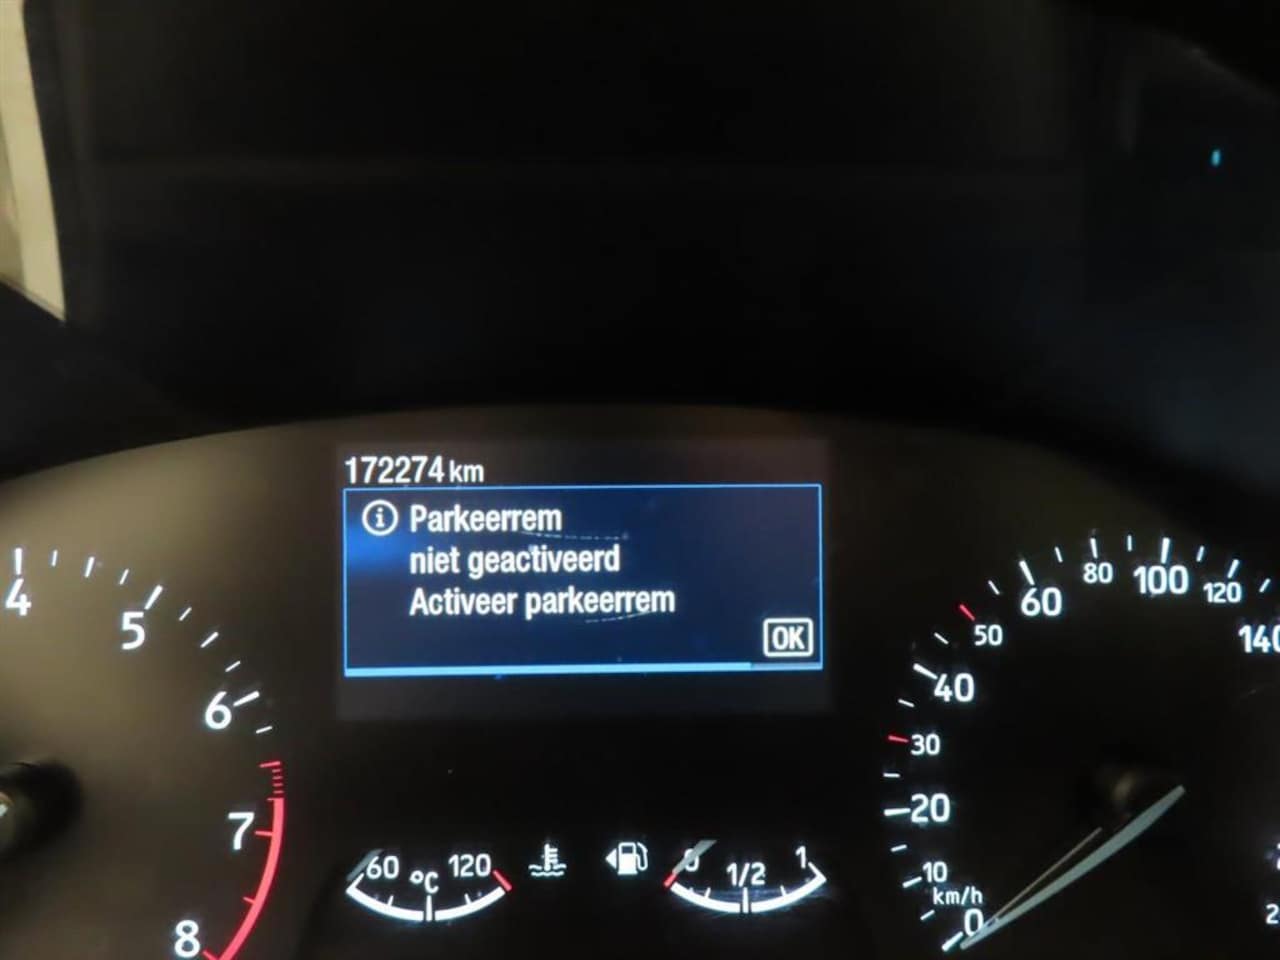 172274 km
i Parkeerrem
niet geactiveerd
Activeer parkeerrem
OK
4
5
6
7
8
60 °C 120
0 1/2 1
0
10
20
30
40
50
60
80
100
120
140
km/h